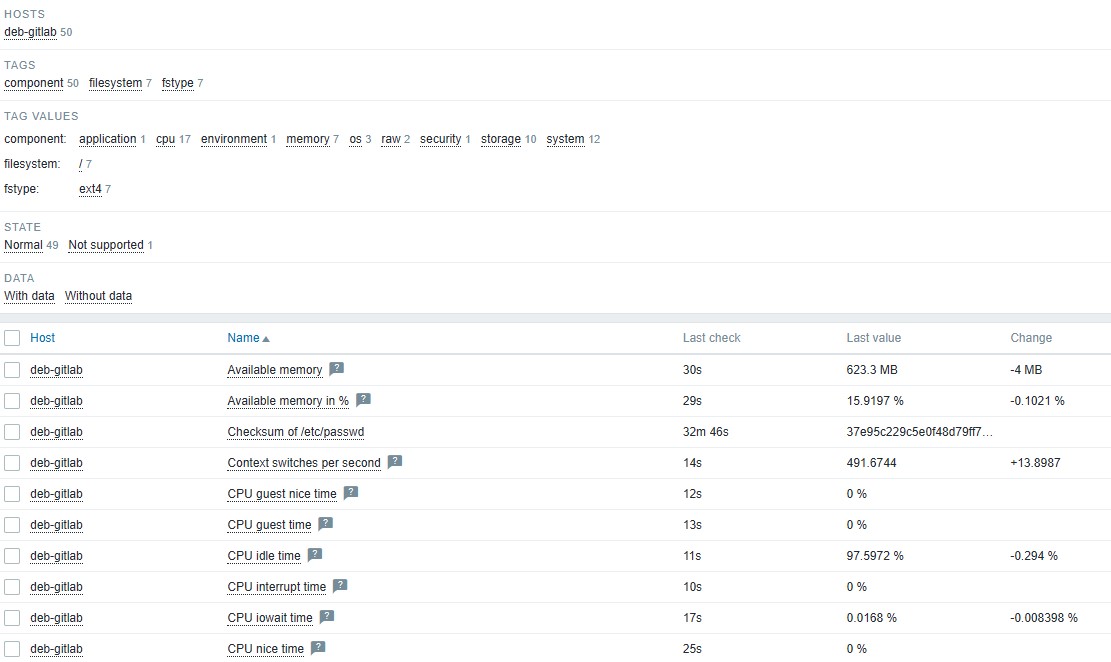 HOSTS
deb-gitlab 50
TAGS
component 50 filesystem 7 fstype 7
TAG VALUES
component: application 1 cpu 17 environment 1 memory 7 os 3 raw 2 security 1 storage 10 system 12
filesystem: / 7
fstype: ext4 7
STATE
Normal 49 Not supported 1
DATA
With data Without data
Host Name Last check Last value Change
deb-gitlab Available memory ? 30s 623.3 MB -4 MB
deb-gitlab Available memory in % ? 29s 15.9197 % -0.1021 %
deb-gitlab Checksum of /etc/passwd 32m 46s 37e95c229c5e0f48d79ff7...
deb-gitlab Context switches per second ? 14s 491.6744 +13.8987
deb-gitlab CPU guest nice time ? 12s 0 %
deb-gitlab CPU guest time ? 13s 0 %
deb-gitlab CPU idle time ? 11s 97.5972 % -0.294 %
deb-gitlab CPU interrupt time ? 10s 0 %
deb-gitlab CPU iowait time ? 17s 0.0168 % -0.008398 %
deb-gitlab CPU nice time ? 25s 0 %